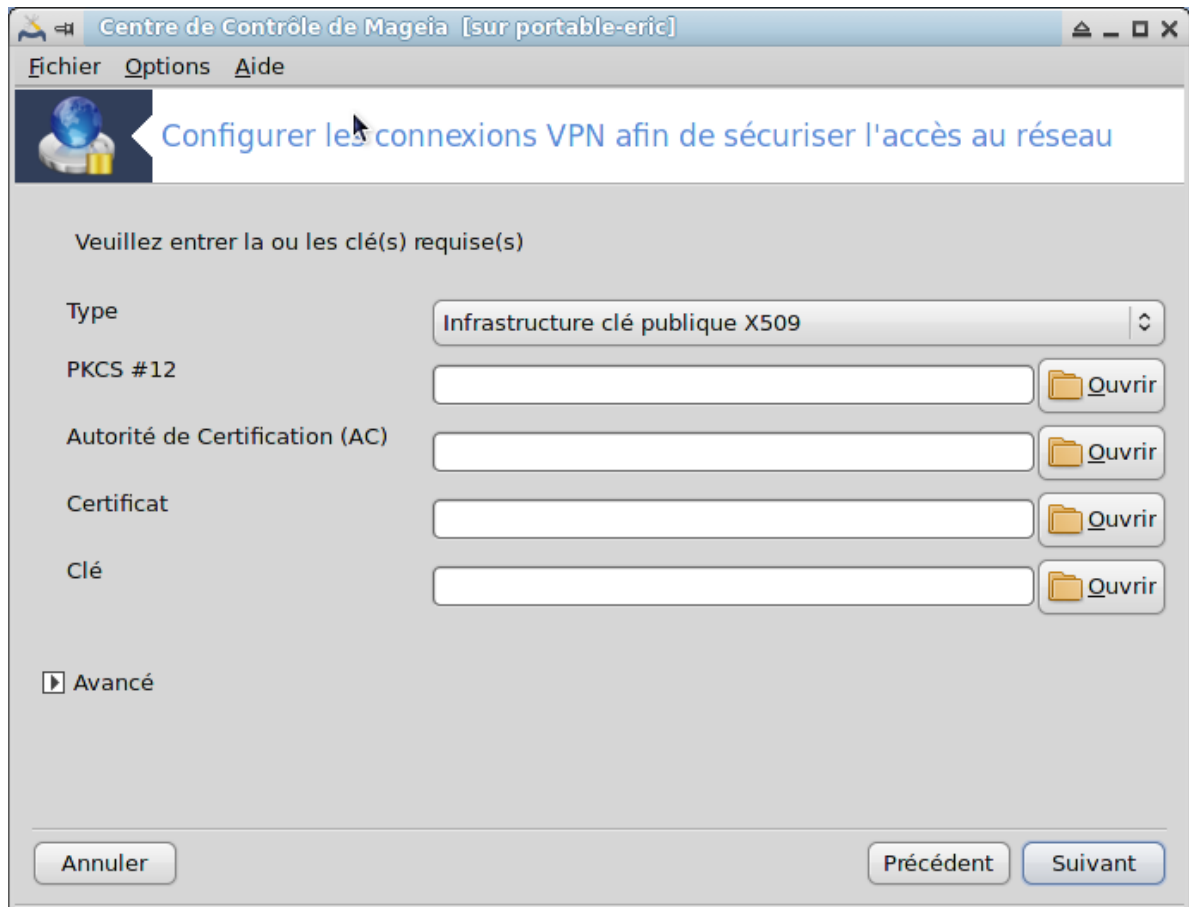 Centre de Contrôle de Mageia [sur portable-eric]
Fichier Options Aide
Configurer les connexions VPN afin de sécuriser l'accès au réseau
Veuillez entrer la ou les clé(s) requise(s)
Type Infrastructure clé publique X509
PKCS #12 Ouvrir
Autorité de Certification (AC) Ouvrir
Certificat Ouvrir
Clé Ouvrir
Avancé
Annuler Précédent Suivant